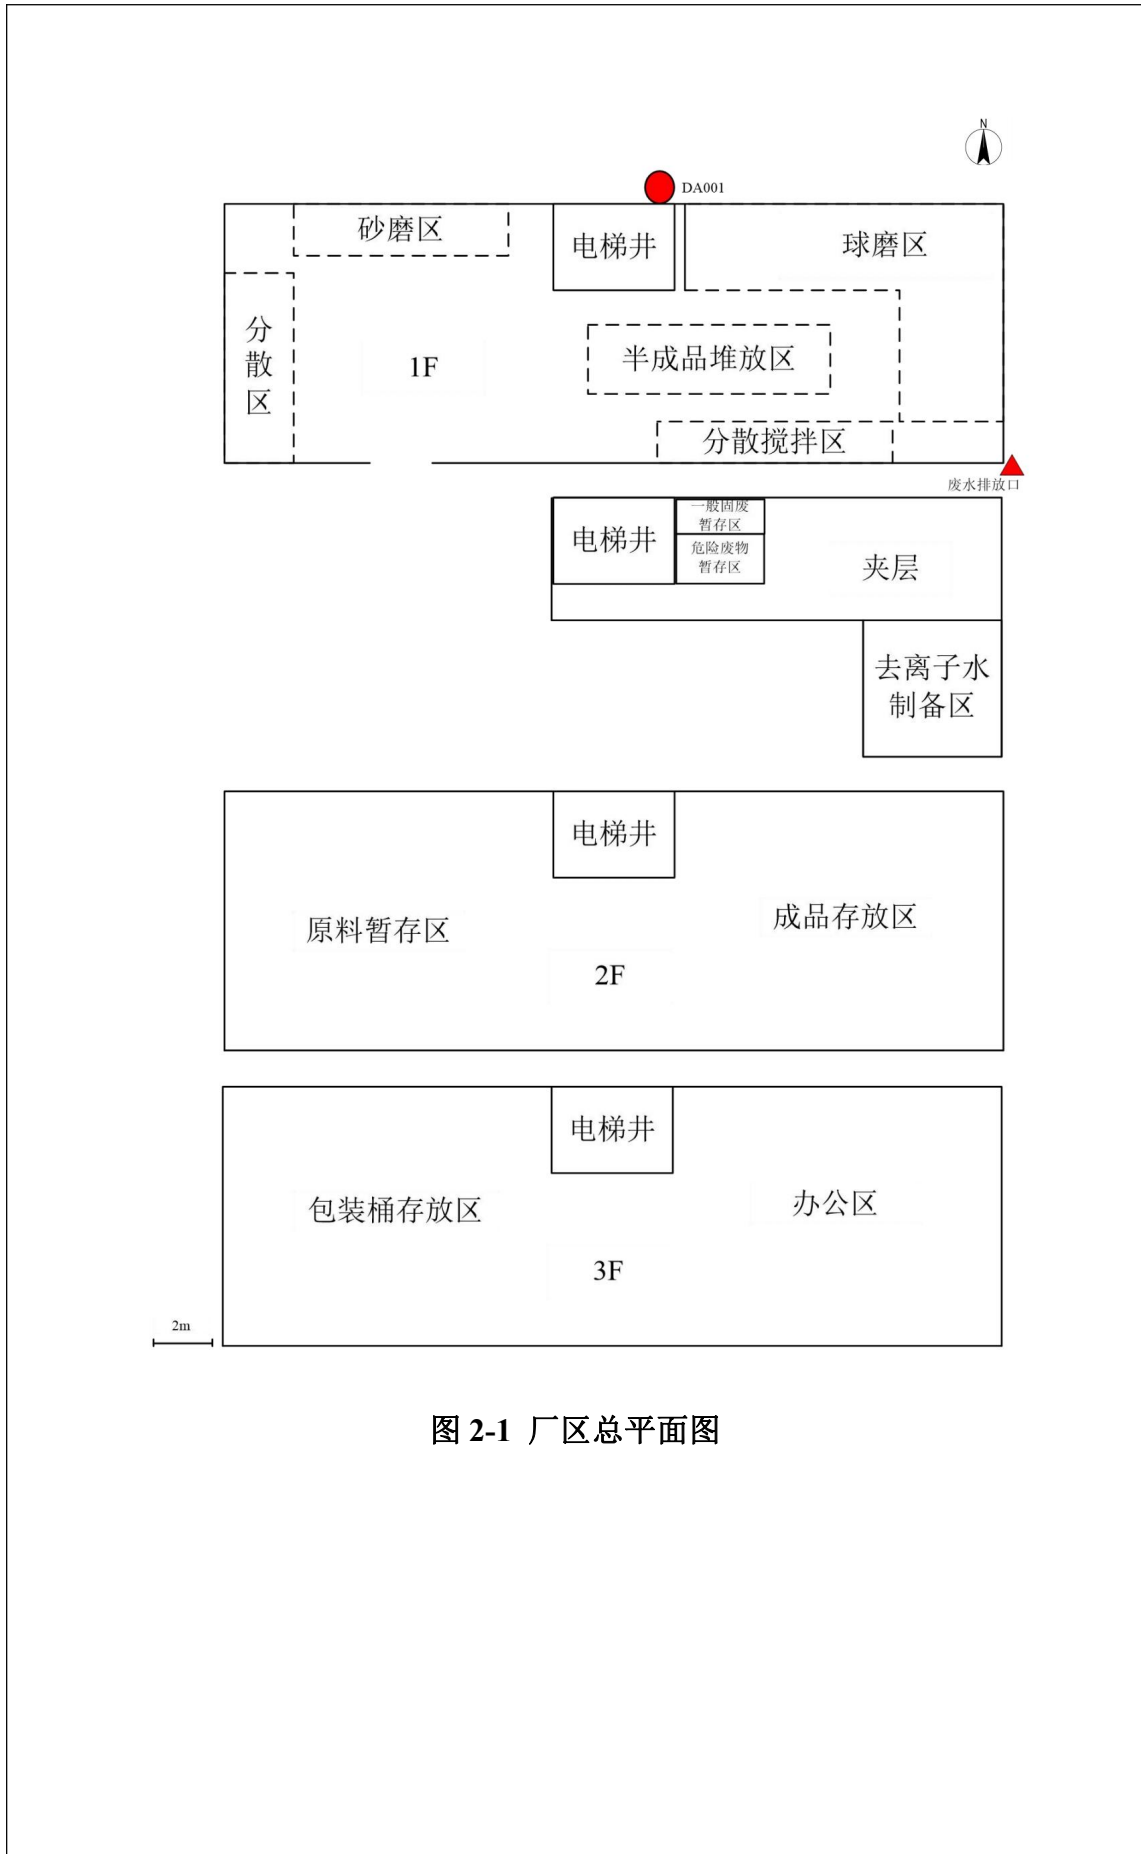 N
DA001
砂磨区
电梯井
球磨区
分
散
区
1F
半成品堆放区
分散搅拌区
废水排放口
电梯井
一般固废
暂存区
危险废物
暂存区
夹层
去离子水
制备区
电梯井
原料暂存区
成品存放区
2F
电梯井
包装桶存放区
办公区
3F
2m
图 2-1 厂区总平面图